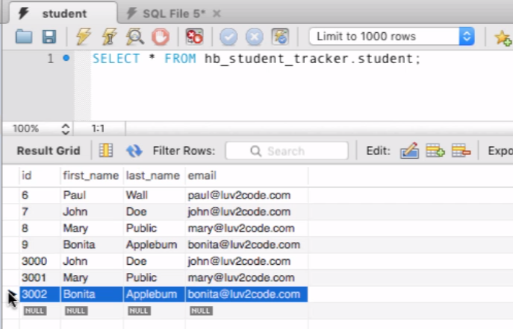 student SQL File 5*
Limit to 1000 rows
1 SELECT * FROM hb_student_tracker.student;
100% 1:1
Result Grid Filter Rows: Search Edit: Expo
id first_name last_name email
6 Paul Wall paul@luv2code.com
7 John Doe john@luv2code.com
8 Mary Public mary@luv2code.com
9 Bonita Applebum bonita@luv2code.com
3000 John Doe john@luv2code.com
3001 Mary Public mary@luv2code.com
3002 Bonita Applebum bonita@luv2code.com
NULL NULL NULL NULL